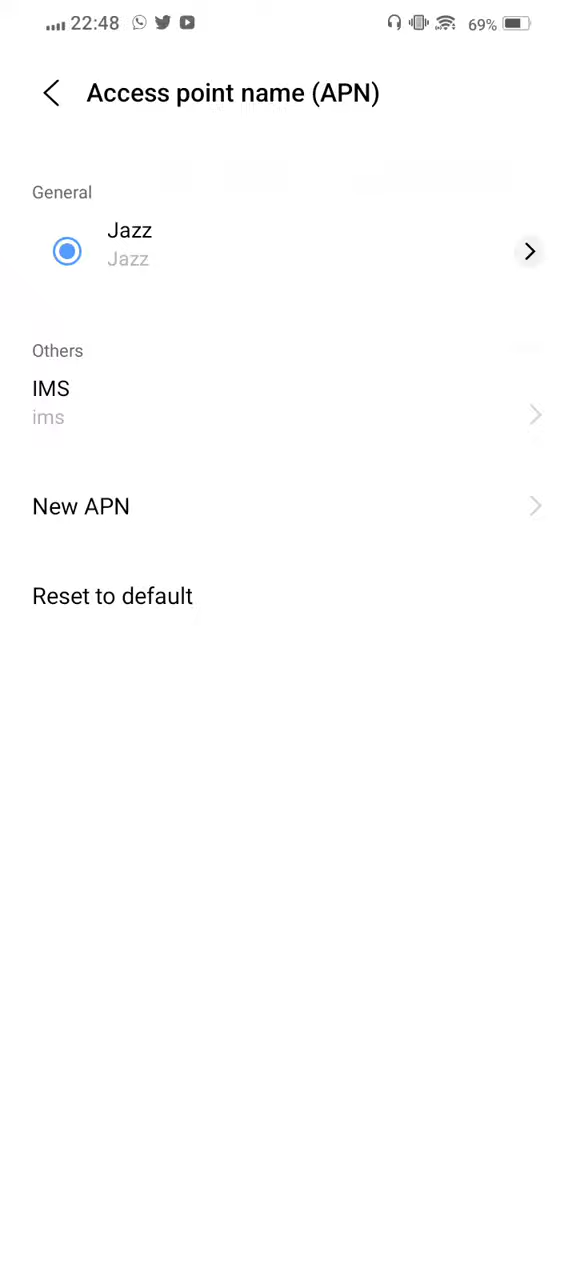 22:48
69%
Access point name (APN)
General
Jazz
Jazz
Others
IMS
ims
New APN
Reset to default